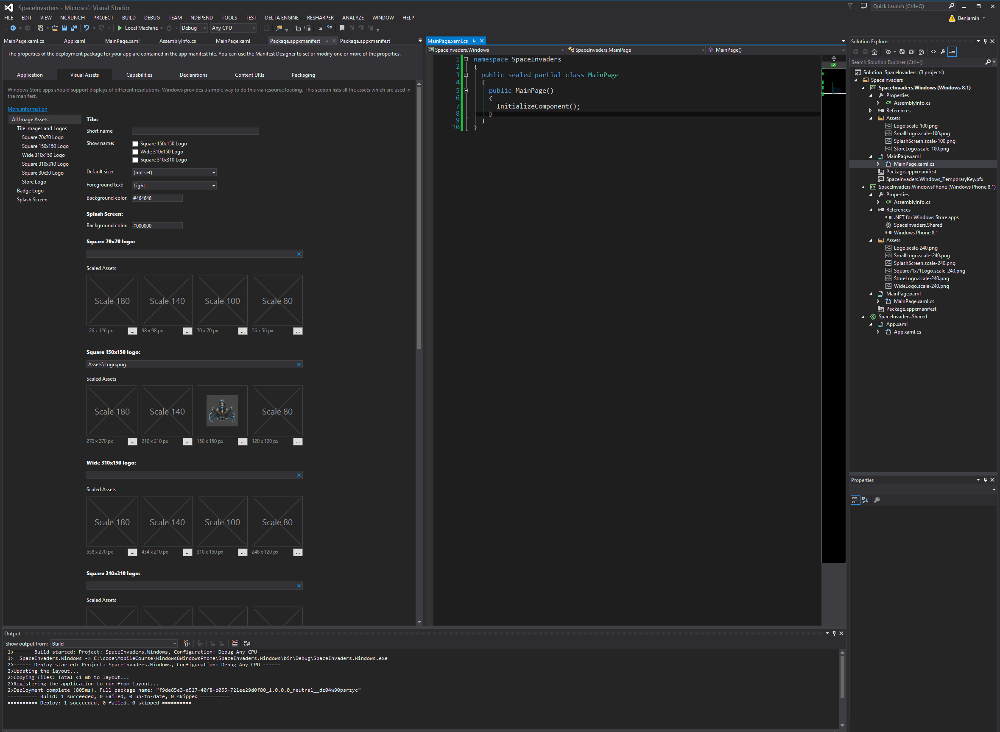 SpaceInvaders - Microsoft Visual Studio
Quick Launch (Ctrl+Q)
FILE EDIT VIEW NCRUNCH PROJECT BUILD DEBUG TEAM NDEPEND TOOLS TEST DELTA ENGINE RESHARPER ANALYZE WINDOW HELP
Benjamin
Local Machine Debug Any CPU
MainPage.xaml.cs App.xaml MainPage.xaml AssemblyInfo.cs MainPage.xaml Package.appxmanifest Package.appxmanifest
The properties of the deployment package for your app are contained in the app manifest file. You can use the Manifest Designer to set or modify one or more of the properties.
Application Visual Assets Capabilities Declarations Content URIs Packaging
Windows Store apps should support displays of different resolutions. Windows provides a simple way to do this via resource loading. This section lists all the assets which are used in
the manifest.
More information
All Image Assets
Tile Images and Logos
Square 70x70 Logo
Square 150x150 Logo
Wide 310x150 Logo
Square 310x310 Logo
Square 30x30 Logo
Store Logo
Badge Logo
Splash Screen
Tile:
Short name:
Show name:
Square 150x150 Logo
Wide 310x150 Logo
Square 310x310 Logo
Default size: (not set)
Foreground text: Light
Background color: #464646
Splash Screen:
Background color: #000000
Square 70x70 logo:
Scaled Assets
Scale 180 Scale 140 Scale 100 Scale 80
126 x 126 px ... 98 x 98 px ... 70 x 70 px ... 56 x 56 px ...
Square 150x150 logo:
Assets\Logo.png
Scaled Assets
Scale 180 Scale 140 Scale 80
270 x 270 px ... 210 x 210 px ... 150 x 150 px ... 120 x 120 px ...
Wide 310x150 logo:
Scaled Assets
Scale 180 Scale 140 Scale 100 Scale 80
558 x 270 px ... 434 x 210 px ... 310 x 150 px ... 248 x 120 px ...
Square 310x310 logo:
Scaled Assets
MainPage.xaml.cs
SpaceInvaders.Windows SpaceInvaders.MainPage MainPage()
1 namespace SpaceInvaders
2 {
3 public sealed partial class MainPage
4 {
5 public MainPage()
6 {
7 InitializeComponent();
8 }
9 }
10 }
Solution Explorer
Search Solution Explorer (Ctrl+;)
Solution 'SpaceInvaders' (3 projects)
SpaceInvaders
SpaceInvaders.Windows (Windows 8.1)
Properties
AssemblyInfo.cs
References
Assets
Logo.scale-100.png
SmallLogo.scale-100.png
SplashScreen.scale-100.png
StoreLogo.scale-100.png
MainPage.xaml
MainPage.xaml.cs
Package.appxmanifest
SpaceInvaders.Windows_TemporaryKey.pfx
SpaceInvaders.WindowsPhone (Windows Phone 8.1)
Properties
AssemblyInfo.cs
References
.NET for Windows Store apps
SpaceInvaders.Shared
Windows Phone 8.1
Assets
Logo.scale-240.png
SmallLogo.scale-240.png
SplashScreen.scale-240.png
Square71x71Logo.scale-240.png
StoreLogo.scale-240.png
WideLogo.scale-240.png
MainPage.xaml
MainPage.xaml.cs
Package.appxmanifest
SpaceInvaders.Shared
App.xaml
App.xaml.cs
Properties
Output
Show output from: Build
1>------ Build started: Project: SpaceInvaders.Windows, Configuration: Debug Any CPU ------
1>  SpaceInvaders.Windows -> C:\code\MobileCourse\Windows8WindowsPhone\SpaceInvaders.Windows\bin\Debug\SpaceInvaders.Windows.exe
2>------ Deploy started: Project: SpaceInvaders.Windows, Configuration: Debug Any CPU ------
2>Updating the layout...
2>Copying files: Total <1 mb to layout...
2>Registering the application to run from layout...
2>Deployment complete (805ms). Full package name: "f9de65e3-a527-40f8-b055-721ee29d0f80_1.0.0.0_neutral__dz04w90psrzyc"
========== Build: 1 succeeded, 0 failed, 0 up-to-date, 0 skipped ==========
========== Deploy: 1 succeeded, 0 failed, 0 skipped ==========